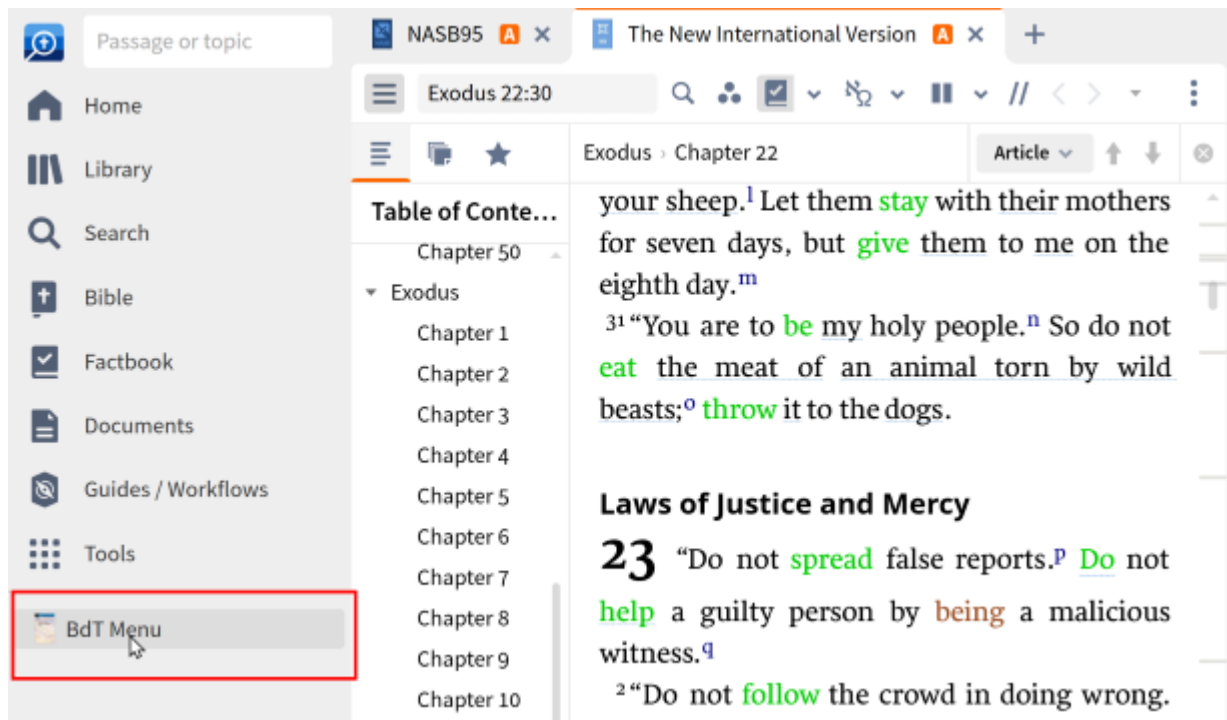 Passage or topic
Home
Library
Search
Bible
Factbook
Documents
Guides / Workflows
Tools
BdT Menu
NASB95 A
The New International Version A
Exodus 22:30
Exodus › Chapter 22
Article
Table of Conte...
Chapter 50
Exodus
Chapter 1
Chapter 2
Chapter 3
Chapter 4
Chapter 5
Chapter 6
Chapter 7
Chapter 8
Chapter 9
Chapter 10
your sheep.l Let them stay with their mothers
for seven days, but give them to me on the
eighth day.m
31 “You are to be my holy people.n So do not
eat the meat of an animal torn by wild
beasts;o throw it to the dogs.
Laws of Justice and Mercy
23 “Do not spread false reports.p Do not
help a guilty person by being a malicious
witness.q
2 “Do not follow the crowd in doing wrong.